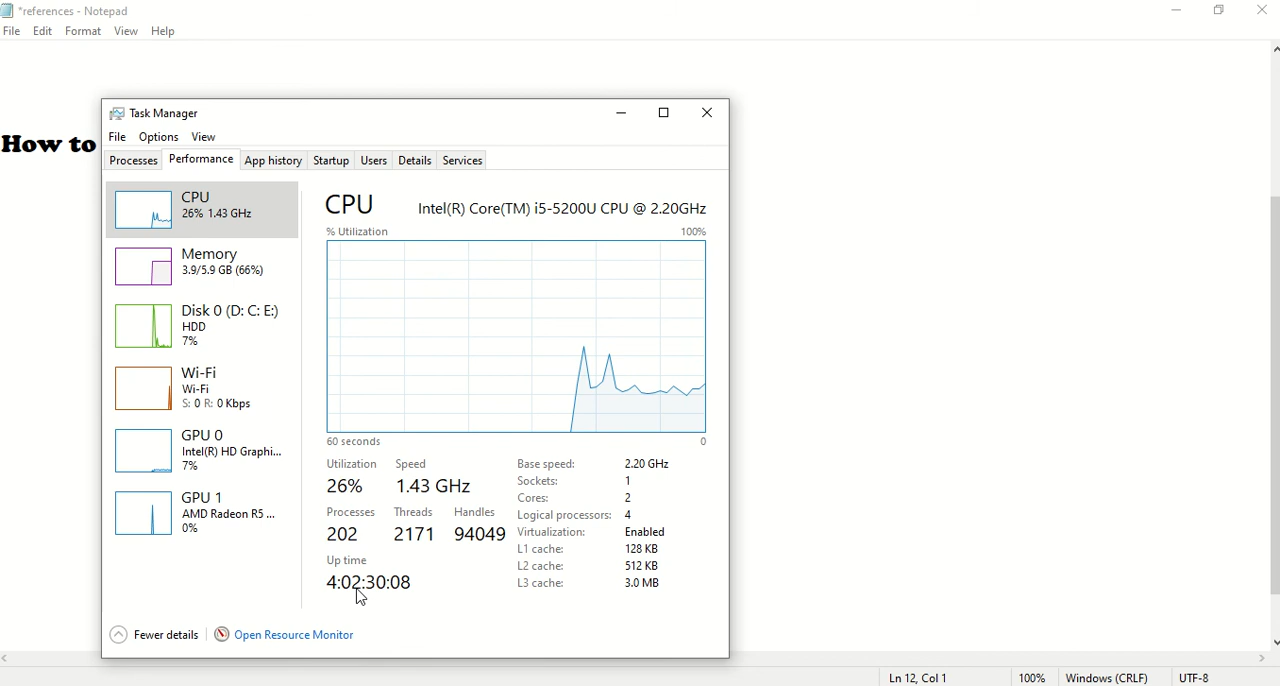 *references - Notepad
File Edit Format View Help
How to
Task Manager
File Options View
Processes Performance App history Startup Users Details Services
CPU
26% 1.43 GHz
Memory
3.9/5.9 GB (66%)
Disk 0 (D: C: E:)
HDD
7%
Wi-Fi
Wi-Fi
S: 0 R: 0 Kbps
GPU 0
Intel(R) HD Graphi...
7%
GPU 1
AMD Radeon R5 ...
0%
CPU Intel(R) Core(TM) i5-5200U CPU @ 2.20GHz
% Utilization 100%
60 seconds 0
Utilization Speed
26% 1.43 GHz
Processes Threads Handles
202 2171 94049
Up time
4:02:30:08
Base speed: 2.20 GHz
Sockets: 1
Cores: 2
Logical processors: 4
Virtualization: Enabled
L1 cache: 128 KB
L2 cache: 512 KB
L3 cache: 3.0 MB
Fewer details Open Resource Monitor
Ln 12, Col 1 100% Windows (CRLF) UTF-8